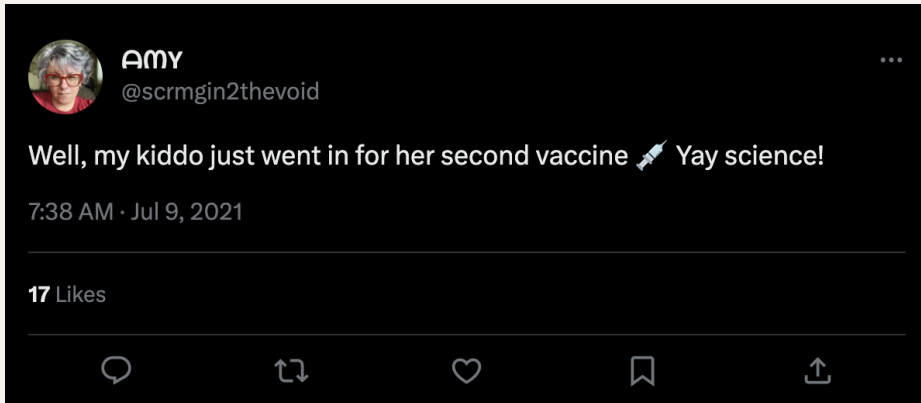 AMY
@scrmgin2thevoid
Well, my kiddo just went in for her second vaccine 💉 Yay science!
7:38 AM · Jul 9, 2021
17 Likes